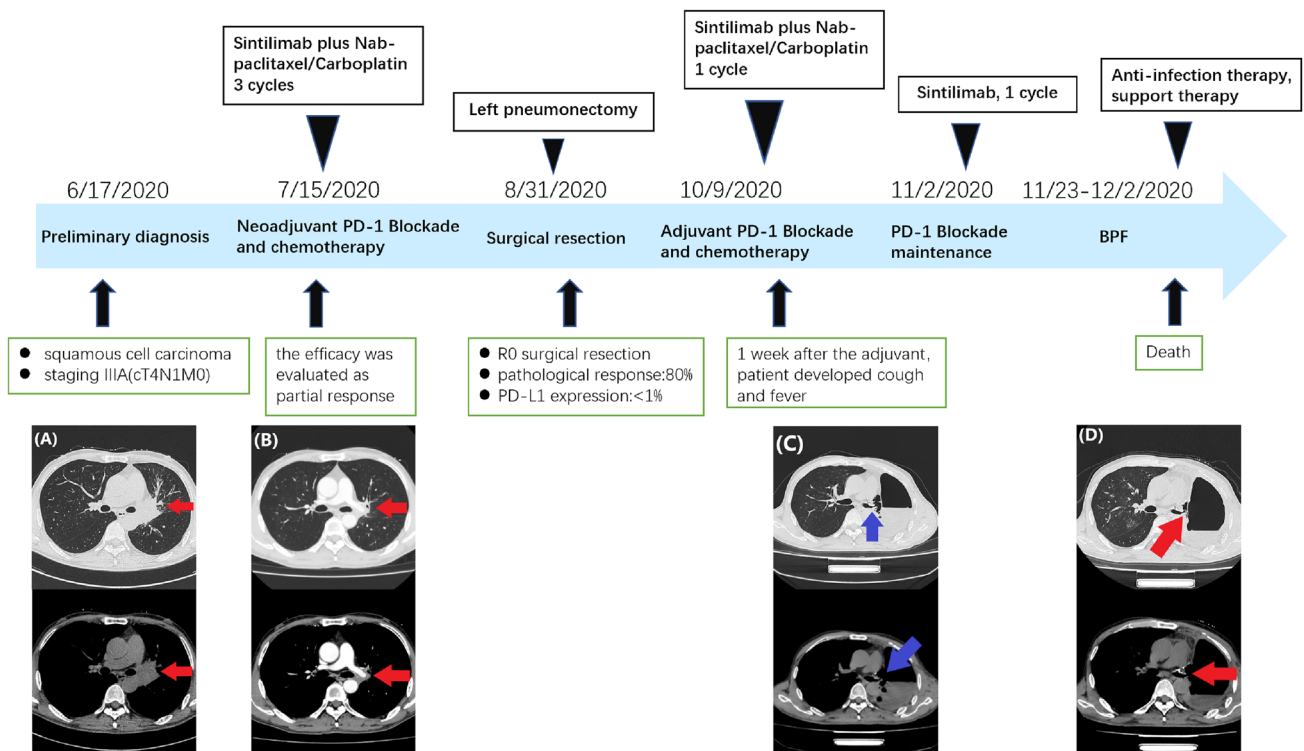 Sintilimab plus Nab-
paclitaxel/Carboplatin
3 cycles
Left pneumonectomy
Sintilimab plus Nab-
paclitaxel/Carboplatin
1 cycle
Sintilimab, 1 cycle
Anti-infection therapy,
support therapy
6/17/2020
7/15/2020
8/31/2020
10/9/2020
11/2/2020
11/23-12/2/2020
Preliminary diagnosis
Neoadjuvant PD-1 Blockade
and chemotherapy
Surgical resection
Adjuvant PD-1 Blockade
and chemotherapy
PD-1 Blockade
maintenance
BPF
● squamous cell carcinoma
● staging IIIA(cT4N1M0)
the efficacy was
evaluated as
partial response
● R0 surgical resection
● pathological response:80%
● PD-L1 expression:<1%
1 week after the adjuvant,
patient developed cough
and fever
Death
(A)
(B)
(C)
(D)